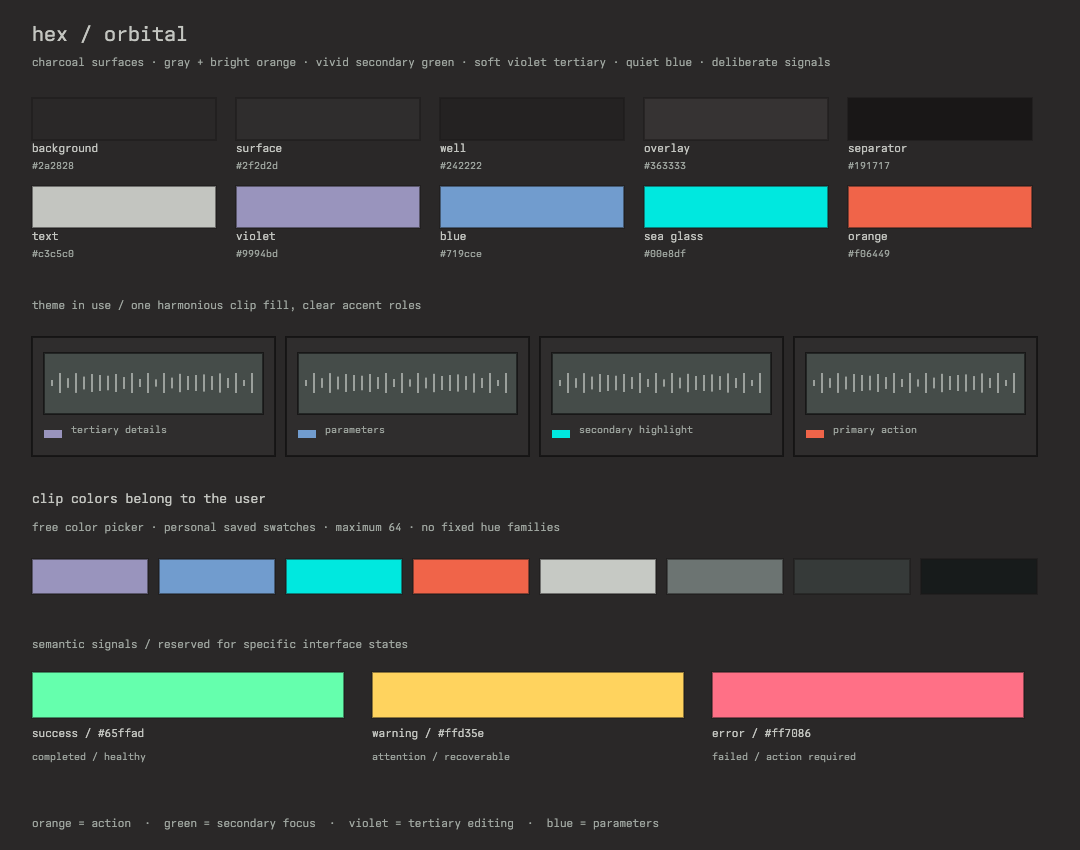 hex / orbital
charcoal surfaces · gray + bright orange · vivid secondary green · soft violet tertiary · quiet blue · deliberate signals
background surface well overlay separator
#2a2828 #2f2d2d #242222 #363333 #191717
text violet blue sea glass orange
#c3c5c0 #9994bd #719cce #00e8df #f06449
theme in use / one harmonious clip fill, clear accent roles
tertiary details parameters secondary highlight primary action
clip colors belong to the user
free color picker · personal saved swatches · maximum 64 · no fixed hue families
semantic signals / reserved for specific interface states
success / #65ffad warning / #ffd35e error / #ff7086
completed / healthy attention / recoverable failed / action required
orange = action · green = secondary focus · violet = tertiary editing · blue = parameters